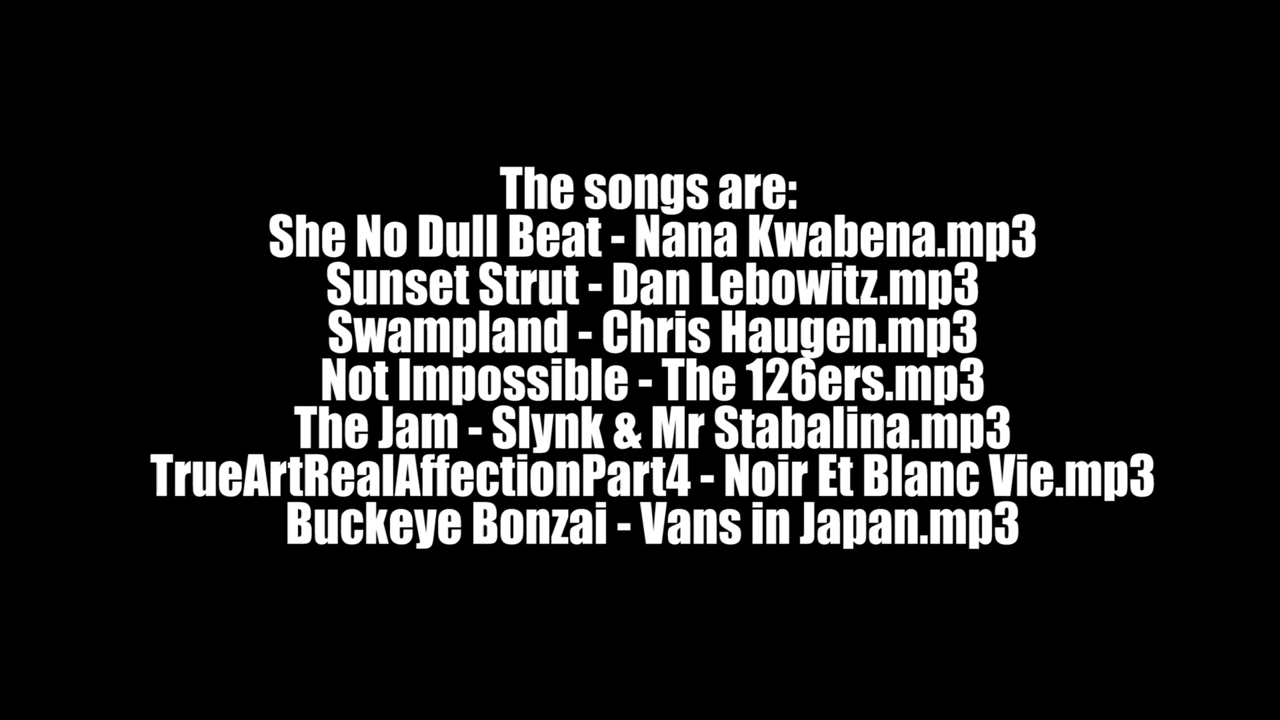 The songs are:
She No Dull Beat - Nana Kwabena.mp3
Sunset Strut - Dan Lebowitz.mp3
Swampland - Chris Haugen.mp3
Not Impossible - The 126ers.mp3
The Jam - Slynk & Mr Stabalina.mp3
TrueArtRealAffectionPart4 - Noir Et Blanc Vie.mp3
Buckeye Bonzai - Vans in Japan.mp3